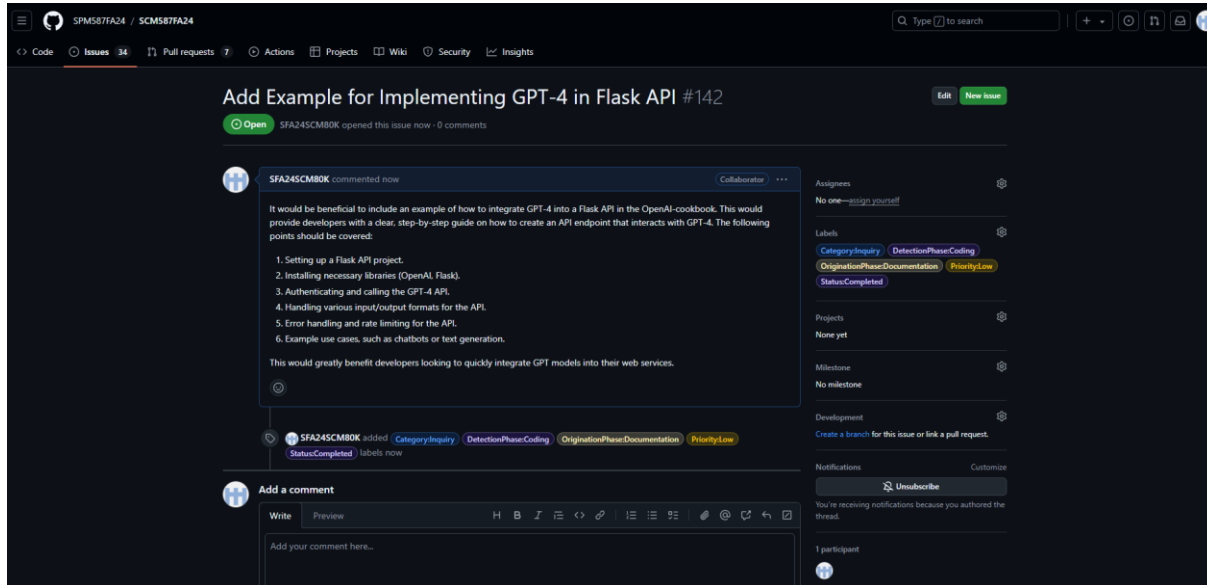 SPM587FA24 / SCM587FA24
Type / to search
Code Issues 34 Pull requests 7 Actions Projects Wiki Security Insights
Add Example for Implementing GPT-4 in Flask API #142
Edit New issue
Open SFA24SCM80K opened this issue now · 0 comments
SFA24SCM80K commented now
Collaborator
It would be beneficial to include an example of how to integrate GPT-4 into a Flask API in the OpenAI-cookbook. This would
provide developers with a clear, step-by-step guide on how to create an API endpoint that interacts with GPT-4. The following
points should be covered:
1. Setting up a Flask API project.
2. Installing necessary libraries (OpenAI, Flask).
3. Authenticating and calling the GPT-4 API.
4. Handling various input/output formats for the API.
5. Error handling and rate limiting for the API.
6. Example use cases, such as chatbots or text generation.
This would greatly benefit developers looking to quickly integrate GPT models into their web services.
SFA24SCM80K added Category:Inquiry DetectionPhase:Coding OriginationPhase:Documentation Priority:Low
Status:Completed labels now
Add a comment
Write Preview
Add your comment here...
Assignees
No one—assign yourself
Labels
Category:Inquiry DetectionPhase:Coding
OriginationPhase:Documentation Priority:Low
Status:Completed
Projects
None yet
Milestone
No milestone
Development
Create a branch for this issue or link a pull request.
Notifications Customize
Unsubscribe
You're receiving notifications because you authored the
thread.
1 participant